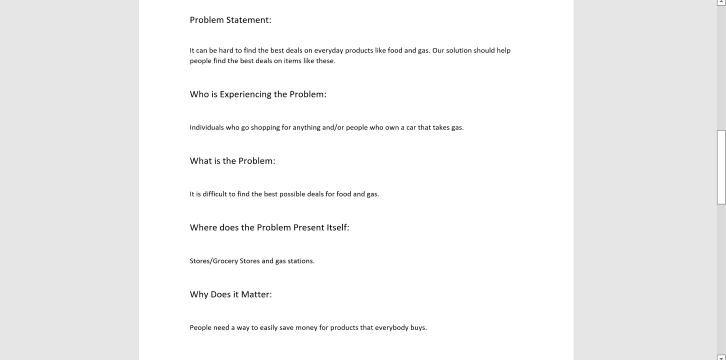 Problem Statement:
It can be hard to find the best deals on everyday products like food and gas. Our solution should help
people find the best deals on items like these.
Who is Experiencing the Problem:
Individuals who go shopping for anything and/or people who own a car that takes gas.
What is the Problem:
It is difficult to find the best possible deals for food and gas.
Where does the Problem Present Itself:
Stores/Grocery Stores and gas stations.
Why Does it Matter:
People need a way to easily save money for products that everybody buys.